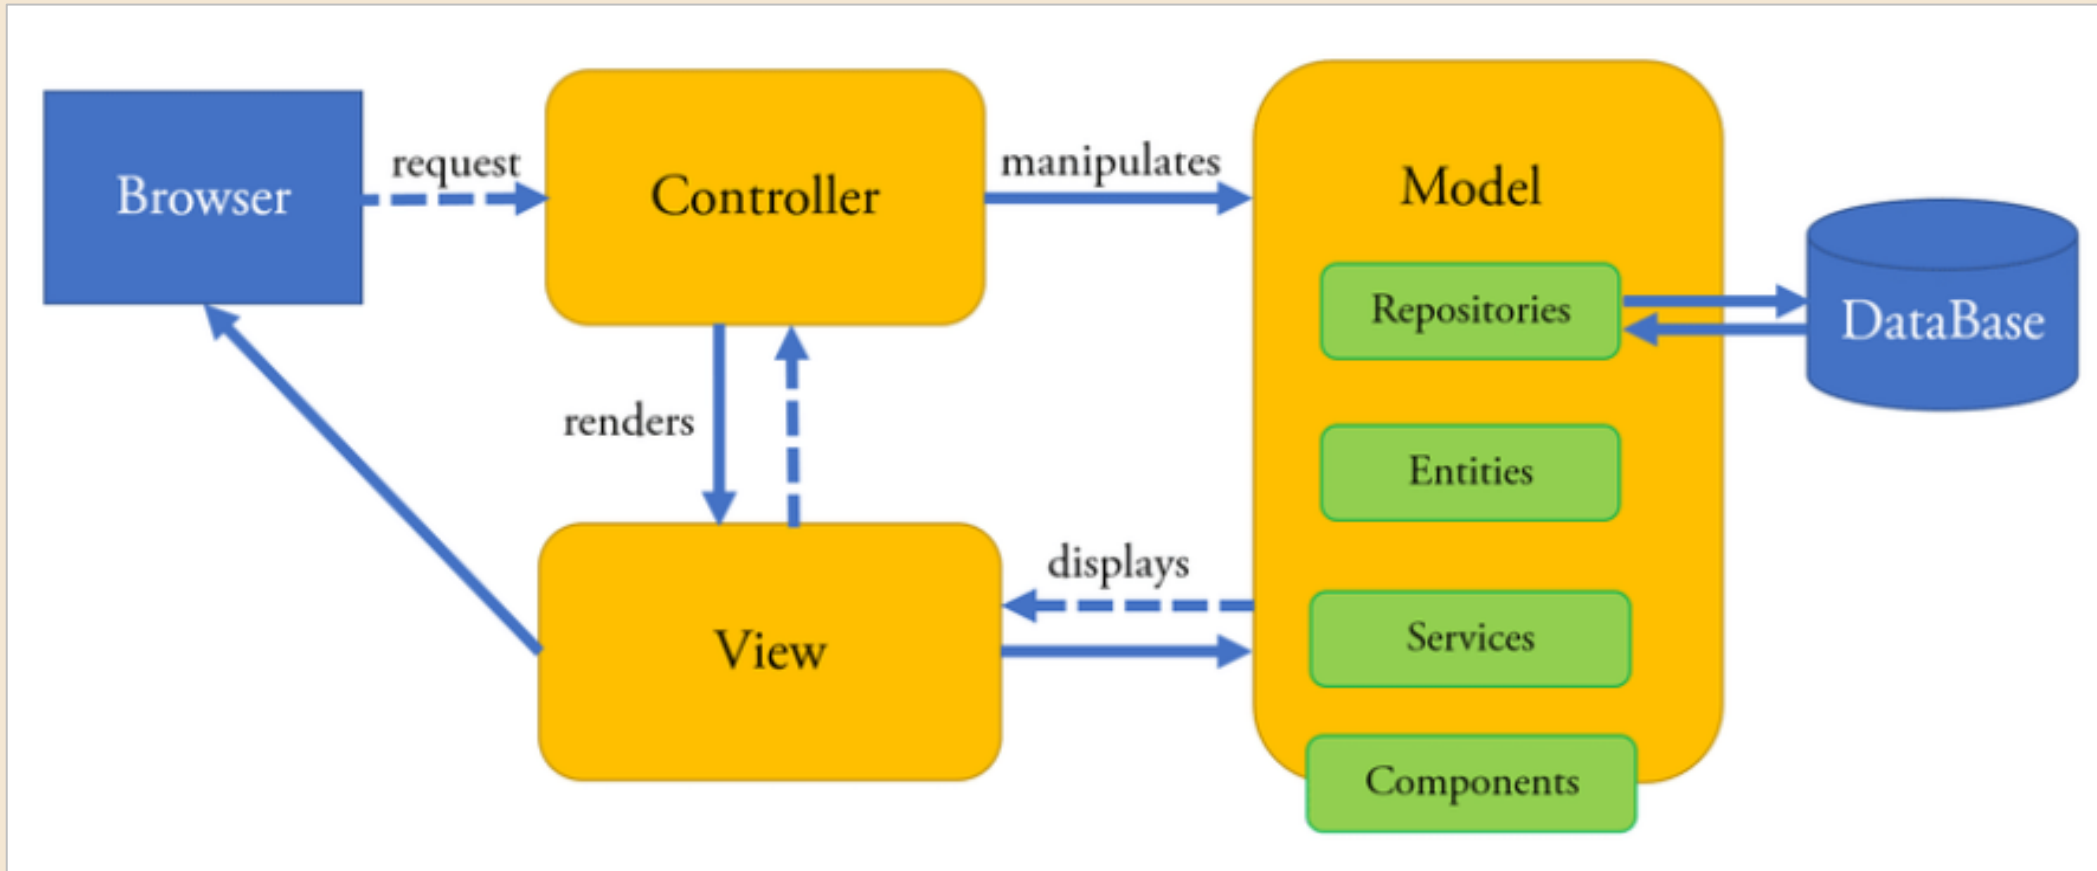 Browser
request
Controller
manipulates
Model
Repositories
DataBase
renders
Entities
displays
View
Services
Components